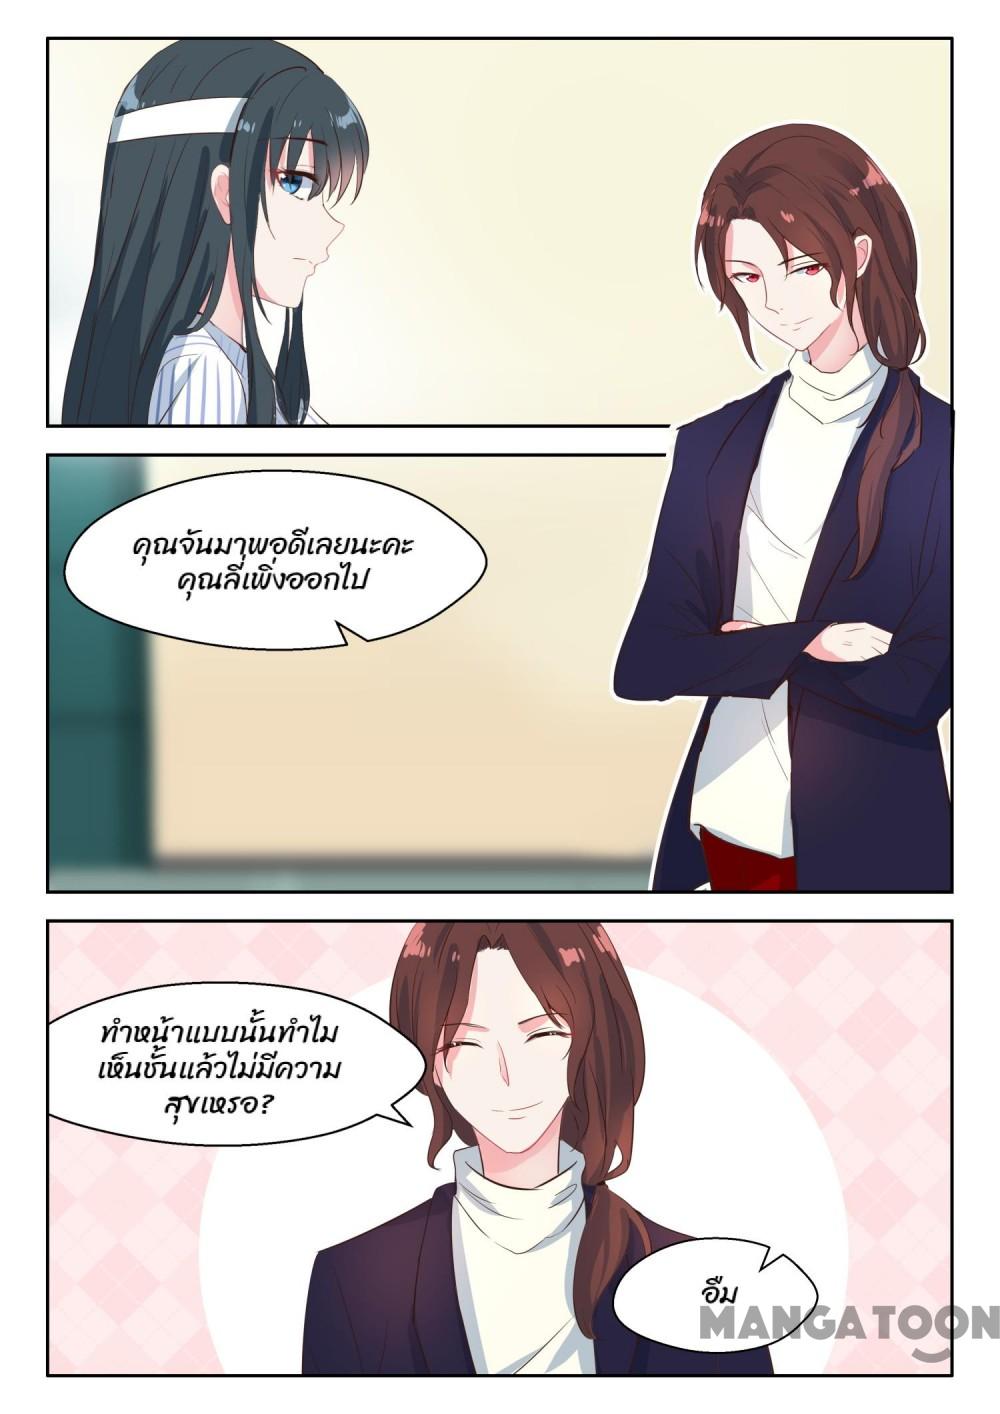 คุณจันมาพอดีเลยนะคะ
คุณลี่เพิ่งออกไป
ทำหน้าแบบนั้นทำไม
เห็นชั้นแล้วไม่มีความ
สุขเหรอ?
อืม
MANGATOON